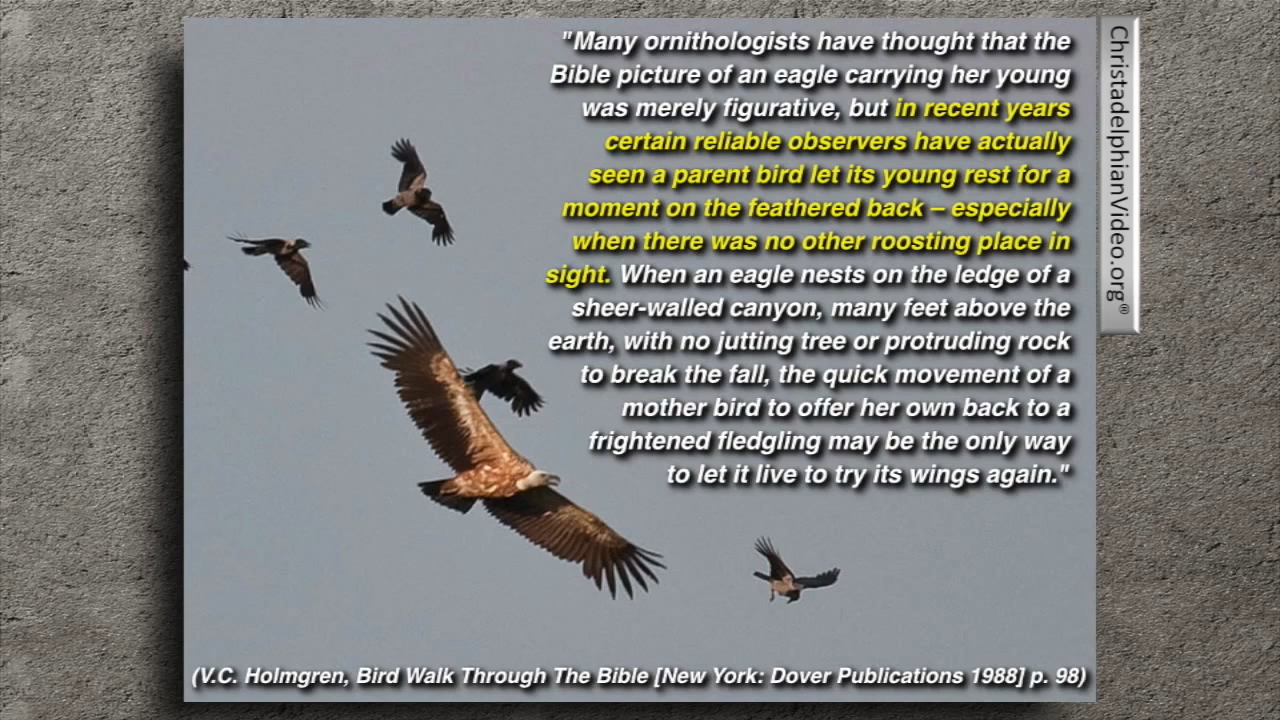 "Many ornithologists have thought that the
Bible picture of an eagle carrying her young
was merely figurative, but in recent years
certain reliable observers have actually
seen a parent bird let its young rest for a
moment on the feathered back – especially
when there was no other roosting place in
sight. When an eagle nests on the ledge of a
sheer-walled canyon, many feet above the
earth, with no jutting tree or protruding rock
to break the fall, the quick movement of a
mother bird to offer her own back to a
frightened fledgling may be the only way
to let it live to try its wings again."
(V.C. Holmgren, Bird Walk Through The Bible [New York: Dover Publications 1988] p. 98)
ChristadelphianVideo.org®